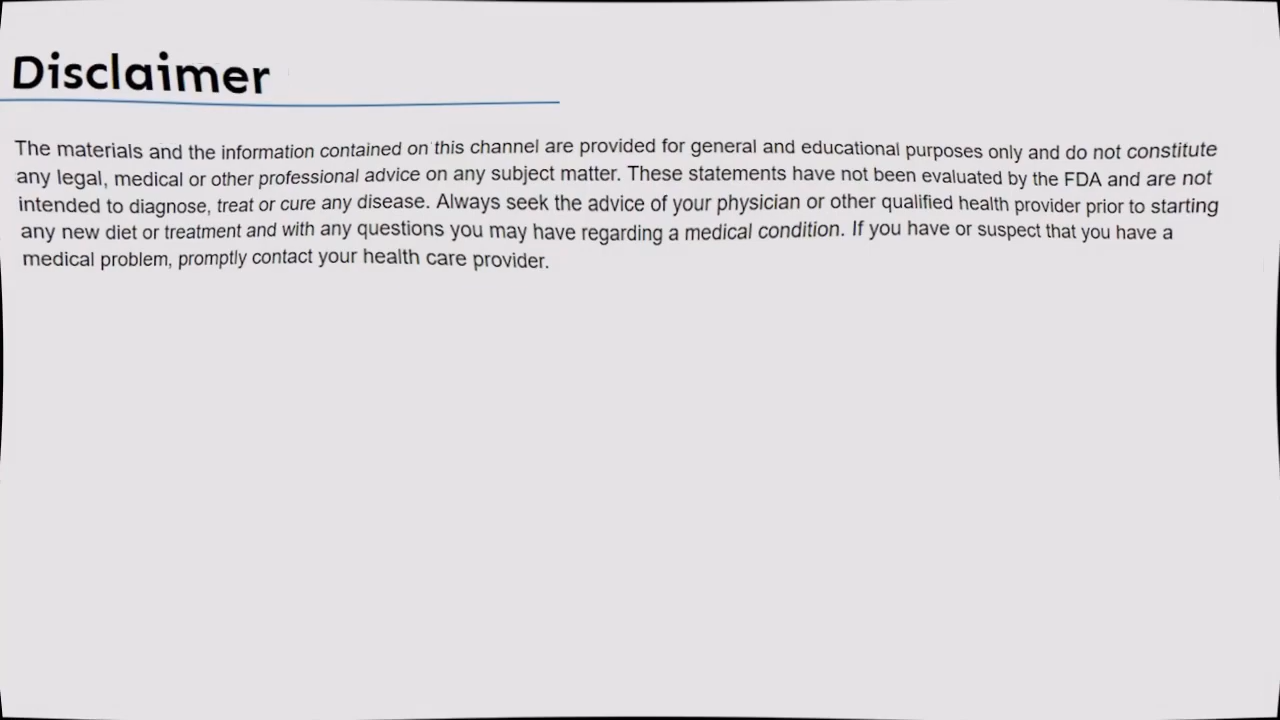 Disclaimer
The materials and the information contained on this channel are provided for general and educational purposes only and do not constitute
any legal, medical or other professional advice on any subject matter. These statements have not been evaluated by the FDA and are not
intended to diagnose, treat or cure any disease. Always seek the advice of your physician or other qualified health provider prior to starting
any new diet or treatment and with any questions you may have regarding a medical condition. If you have or suspect that you have a
medical problem, promptly contact your health care provider.